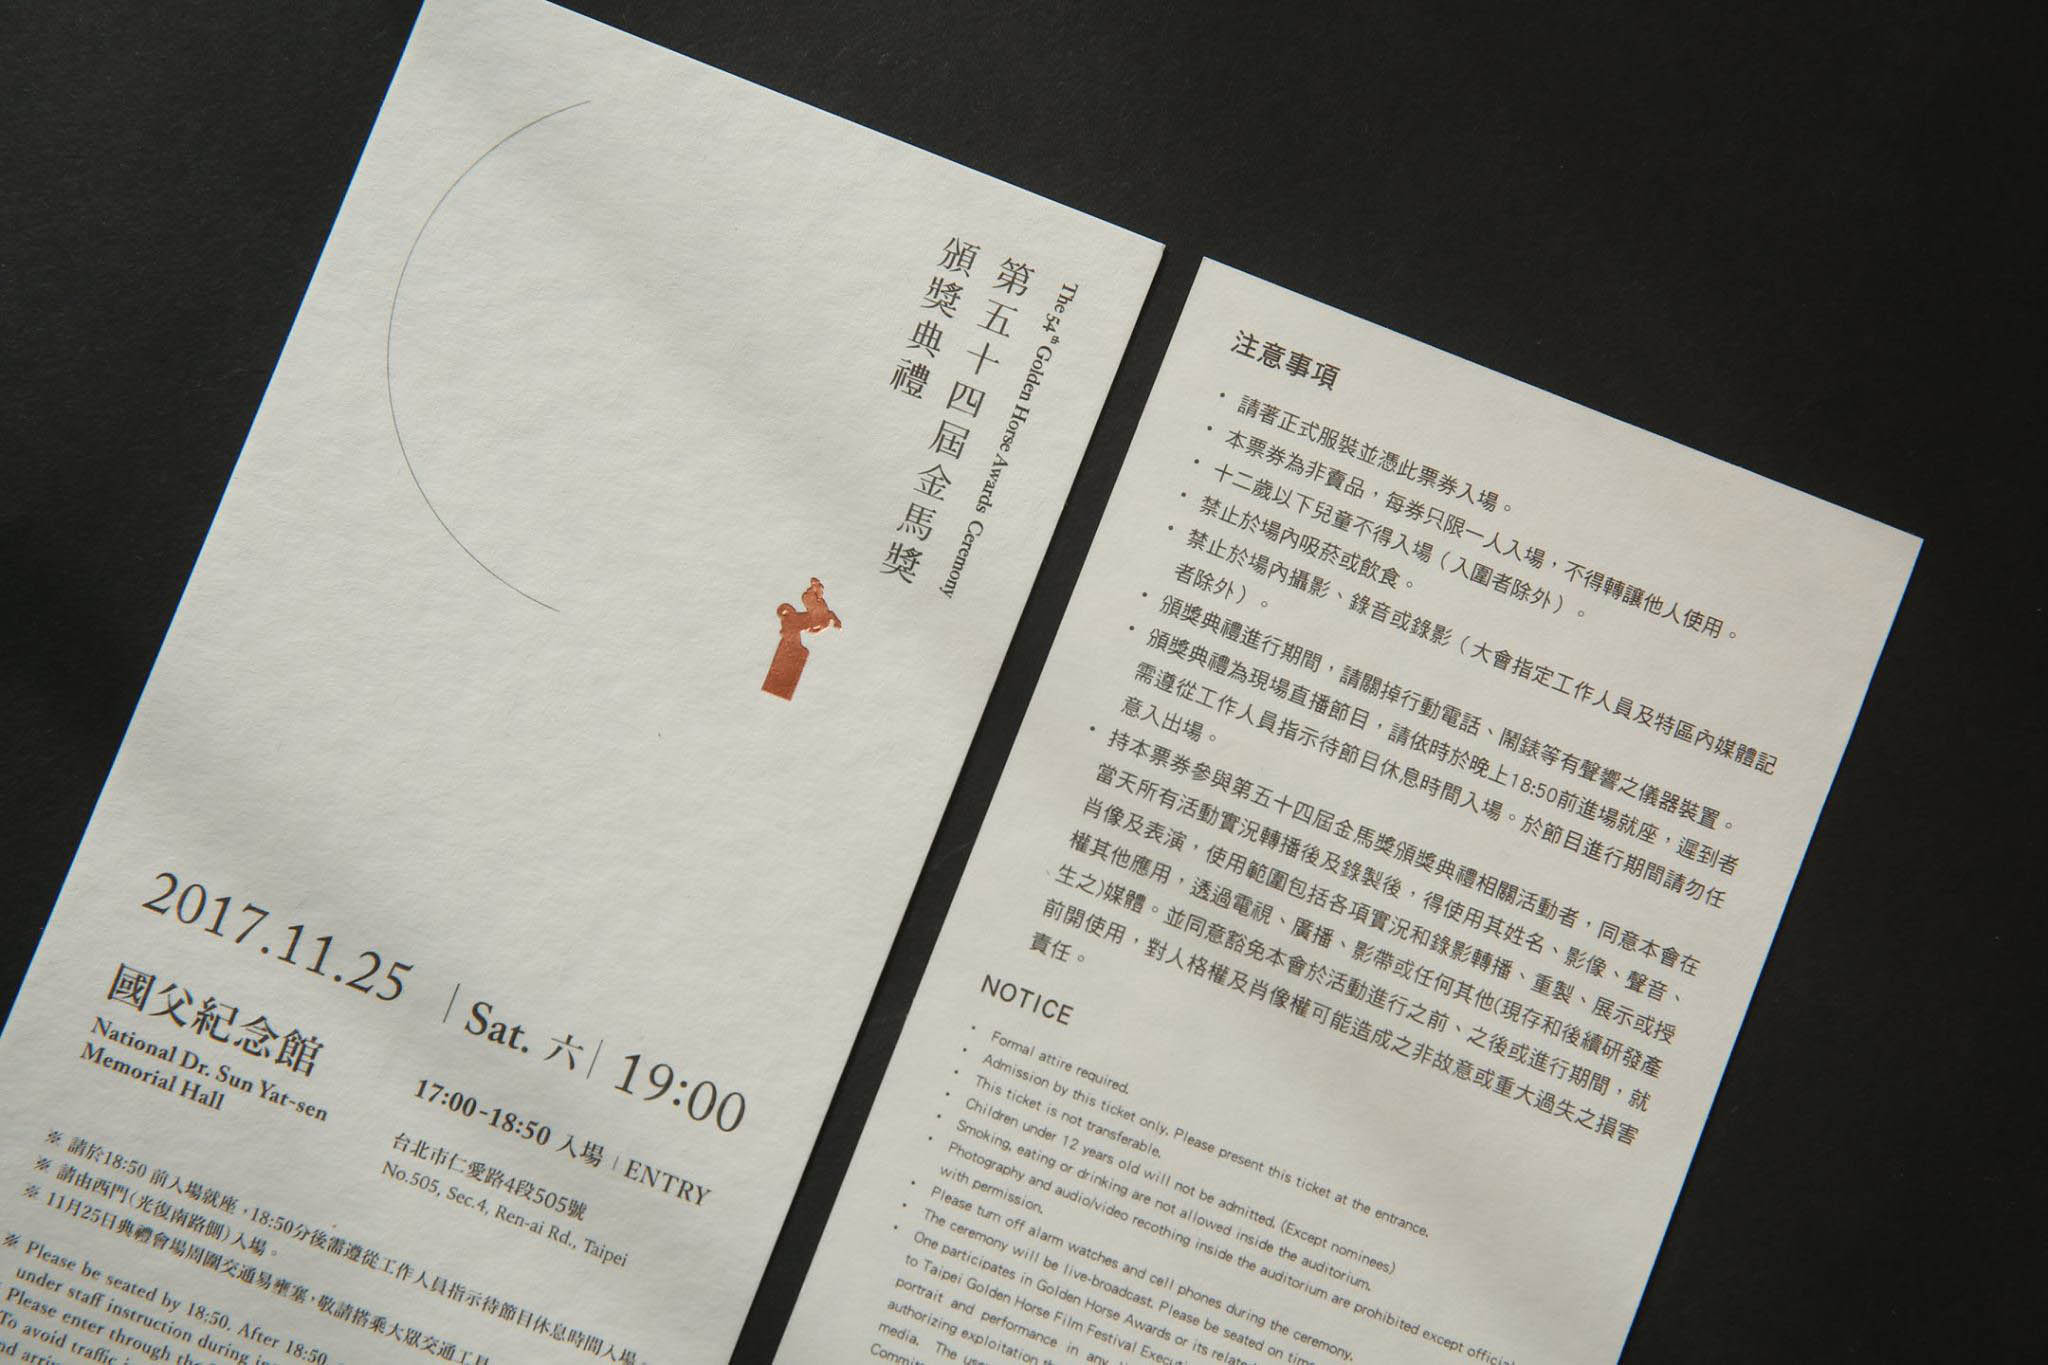 The 54th Golden Horse Awards Ceremony
第五十四屆金馬獎
頒獎典禮
2017.11.25 | Sat. 六 | 19:00
國父紀念館
National Dr. Sun Yat-sen
Memorial Hall
17:00-18:50 入場 | ENTRY
台北市仁愛路4段505號
No.505, Sec.4, Ren-ai Rd., Taipei
※ 請於18:50 前入場就座，18:50分後需遵從工作人員指示待節目休息時間入場。
※ 請由西門(光復南路側)入場。
※ 11月25日典禮會場周圍交通易壅塞，敬請搭乘大眾交通工具
※ Please be seated by 18:50. After 18:50,
under staff instruction during
Please enter through the
To avoid traffic
注意事項
• 請著正式服裝並憑此票券入場。
• 本票券為非賣品，每券只限一人入場，不得轉讓他人使用。
• 十二歲以下兒童不得入場（入圍者除外）。
• 禁止於場內吸菸或飲食。
• 禁止於場內攝影、錄音或錄影（大會指定工作人員及特區內媒體記
者除外）。
• 頒獎典禮進行期間，請關掉行動電話、鬧錶等有聲響之儀器裝置。
• 頒獎典禮為現場直播節目，請依時於晚上18:50前進場就座，遲到者
需遵從工作人員指示待節目休息時間入場。於節目進行期間請勿任
意入出場。
• 持本票券參與第五十四屆金馬獎頒獎典禮相關活動者，同意本會在
當天所有活動實況轉播後及錄製後，得使用其姓名、影像、聲音、
肖像及表演，使用範圍包括各項實況和錄影轉播、重製、展示或授
權其他應用，透過電視、廣播、影帶或任何其他(現存和後續研發產
生之)媒體。並同意豁免本會於活動進行之前、之後或進行期間，就
前開使用，對人格權及肖像權可能造成之非故意或重大過失之損害
責任。
NOTICE
• Formal attire required.
• Admission by this ticket only. Please present this ticket at the entrance.
• This ticket is not transferable.
• Children under 12 years old will not be admitted. (Except nominees)
• Smoking, eating or drinking are not allowed inside the auditorium.
• Photography and audio/video recothing inside the auditorium are prohibited except official
with permission.
• Please turn off alarm watches and cell phones during the ceremony.
• The ceremony will be live-broadcast. Please be seated on time
• One participates in Golden Horse Awards or its related
to Taipei Golden Horse Film Festival
portrait and performance in any
authorizing exploitation
media. The